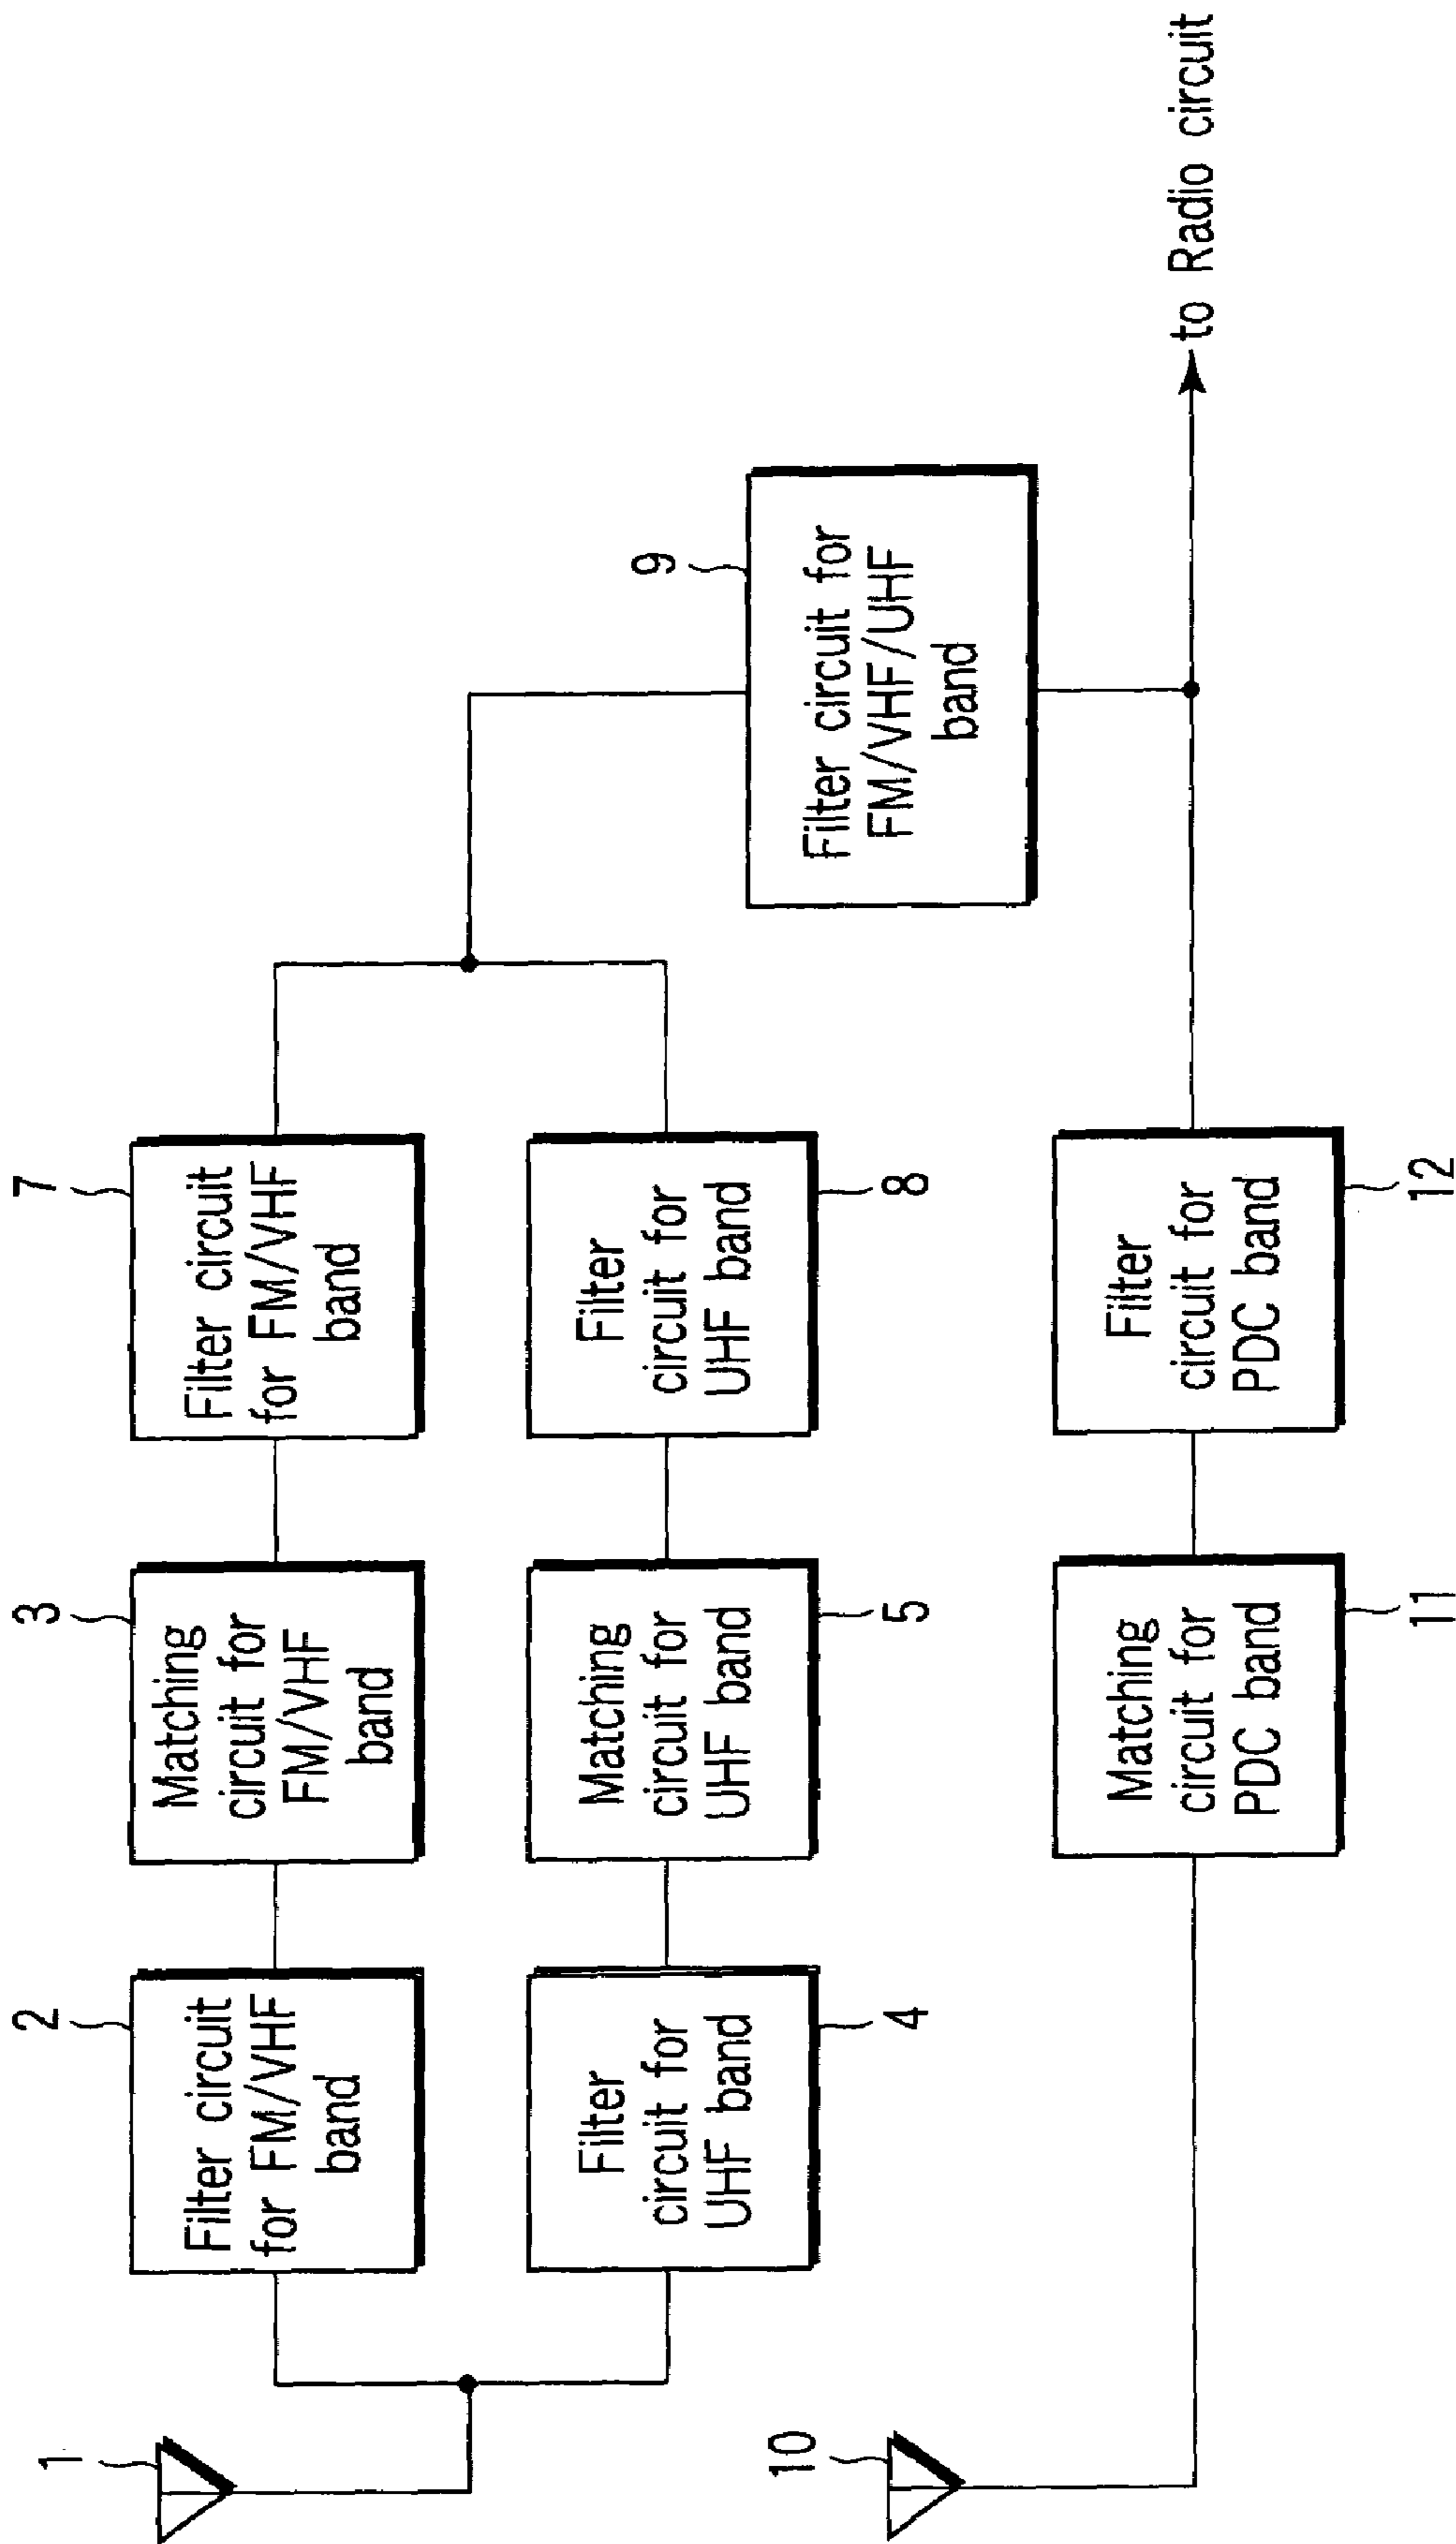 1
2
Filter circuit
for FM/VHF
band
3
Matching
circuit for
FM/VHF
band
7
Filter circuit
for FM/VHF
band
Filter
circuit for
UHF band
4
Matching
circuit for
UHF band
5
Filter
circuit for
UHF band
8
9
Filter circuit for
FM/VHF/UHF
band
10
Matching
circuit for
PDC band
11
Filter
circuit for
PDC band
12
to Radio circuit